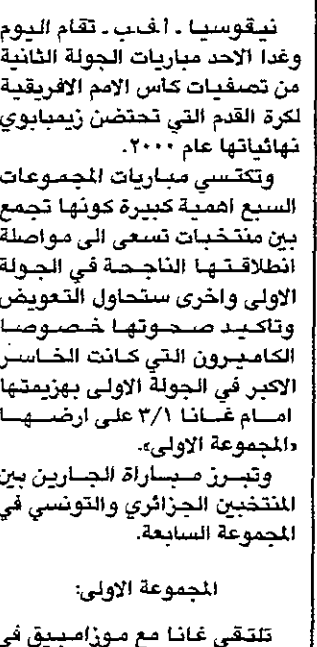 نيقوسيا ـ أ.ف.ب ـ تقام اليوم
وغدا الاحد مباريات الجولة الثانية
من تصفيات كأس الامم الافريقية
لكرة القدم التي تحتضن زيمبابوي
نهائياتها عام ٢٠٠٠.
وتكتسي مباريات المجموعات
السبع اهمية كبيرة كونها تجمع
بين منتخبات تسعى الى مواصلة
انطلاقتها الناجحة في الجولة
الاولى واخرى ستحاول التعويض
وتأكيد صحوتها خصوصا
الكاميرون التي كانت الخاسر
الاكبر في الجولة الاولى بهزيمتها
امام غانا ٣/١ على ارضها
«المجموعة الاولى».
وتبرز مباراة الجارين بين
المنتخبين الجزائري والتونسي في
المجموعة السابعة.
المجموعة الاولى:
تلتقي غانا مع موزامبيق في